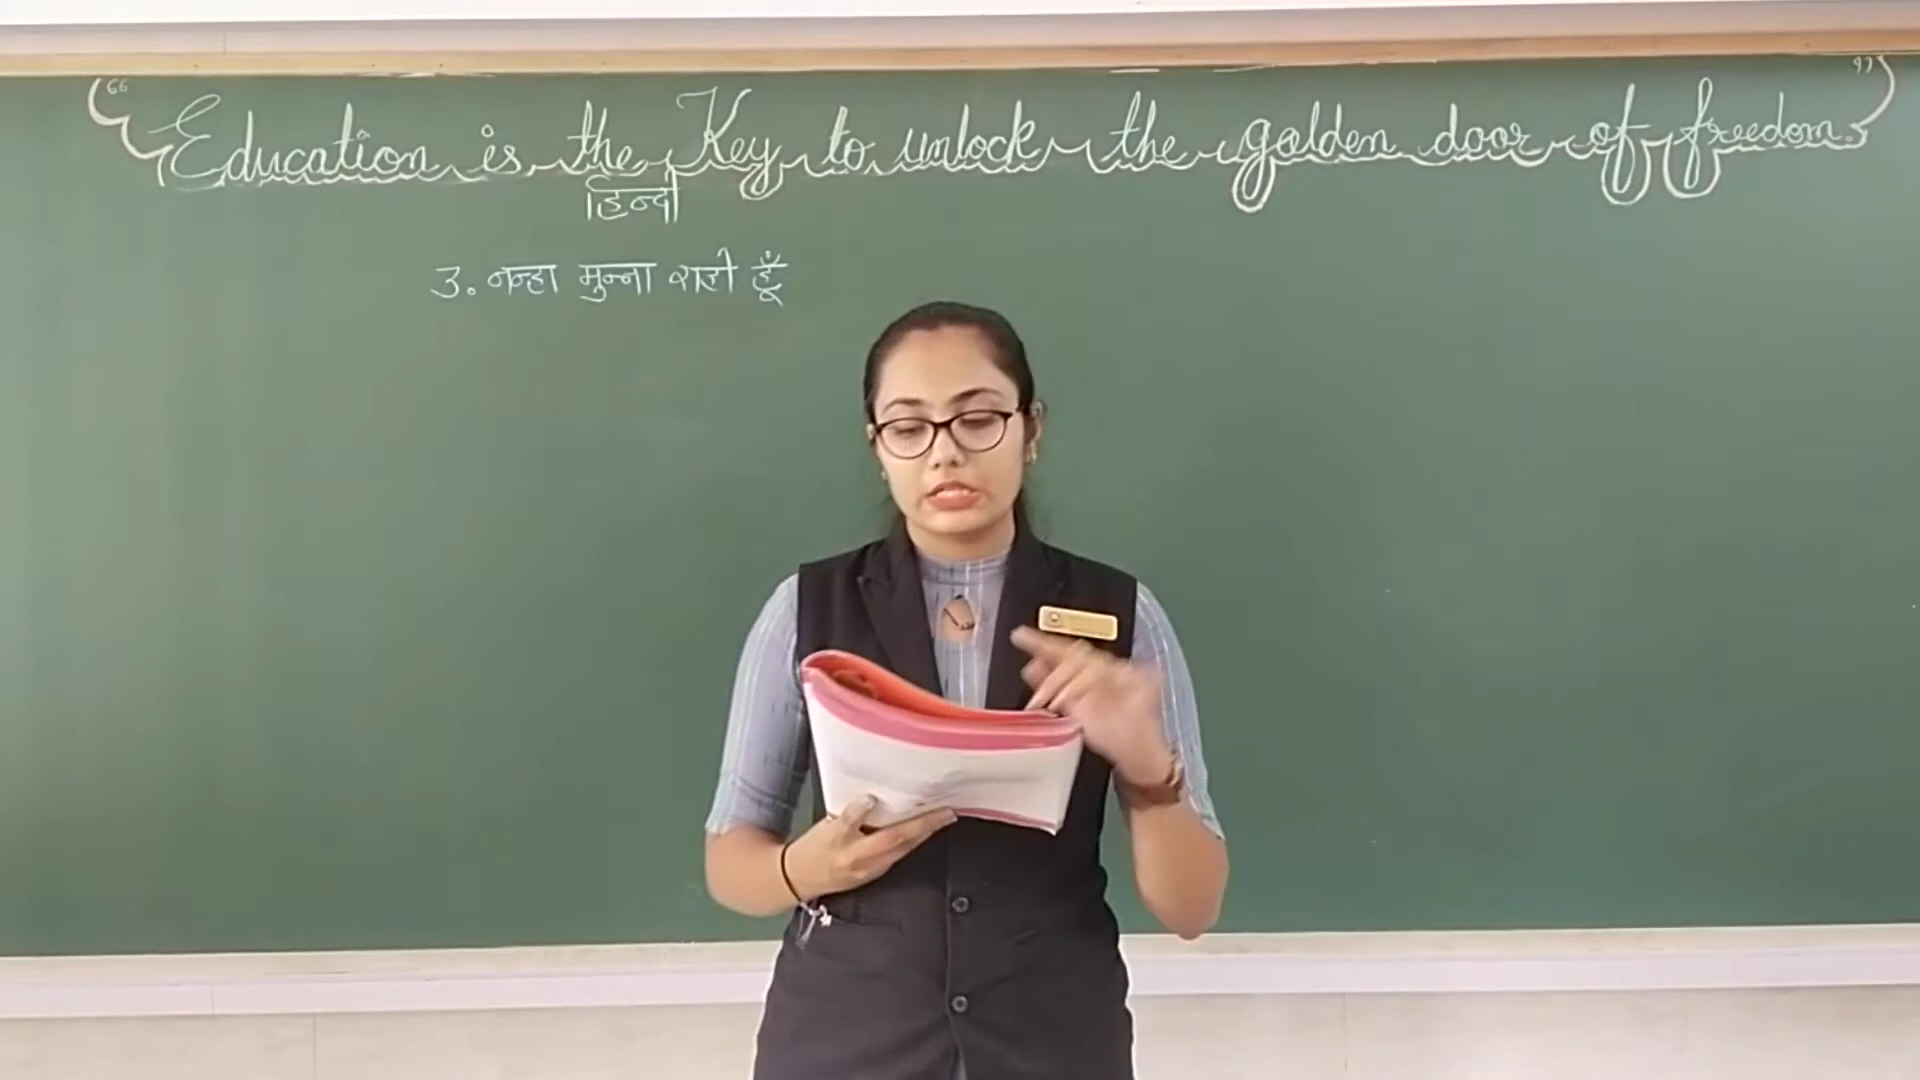 “Education is the Key to unlock the golden door of freedom.”
हिन्दी
3. नन्हा मुन्ना राही हूँ